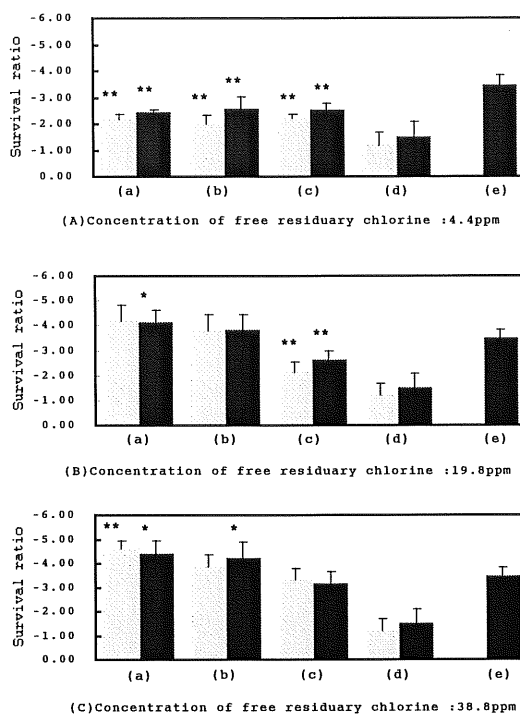 Survival ratio
-6.00
-5.00
-4.00
-3.00
-2.00
-1.00
0.00
** ** ** ** ** **
(a) (b) (c) (d) (e)
(A)Concentration of free residuary chlorine :4.4ppm
Survival ratio
-6.00
-5.00
-4.00
-3.00
-2.00
-1.00
0.00
* ** **
(a) (b) (c) (d) (e)
(B)Concentration of free residuary chlorine :19.8ppm
Survival ratio
-6.00
-5.00
-4.00
-3.00
-2.00
-1.00
0.00
** * *
(a) (b) (c) (d) (e)
(C)Concentration of free residuary chlorine :38.8ppm